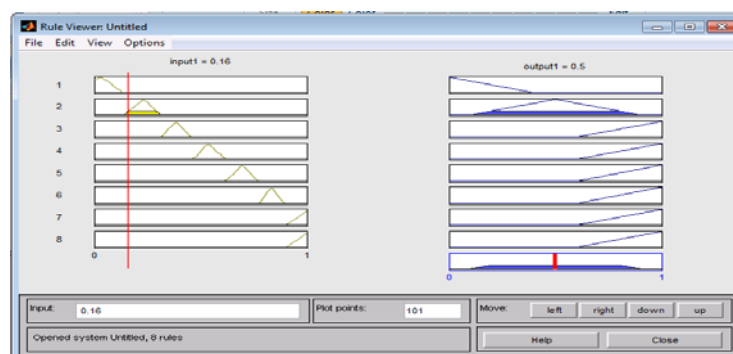 Rule Viewer: Untitled
File Edit View Options
input1 = 0.16
output1 = 0.5
1
2
3
4
5
6
7
8
0 1
0 1
Input: 0.16 Plot points: 101 Move: left right down up
Opened system Untitled, 8 rules Help Close